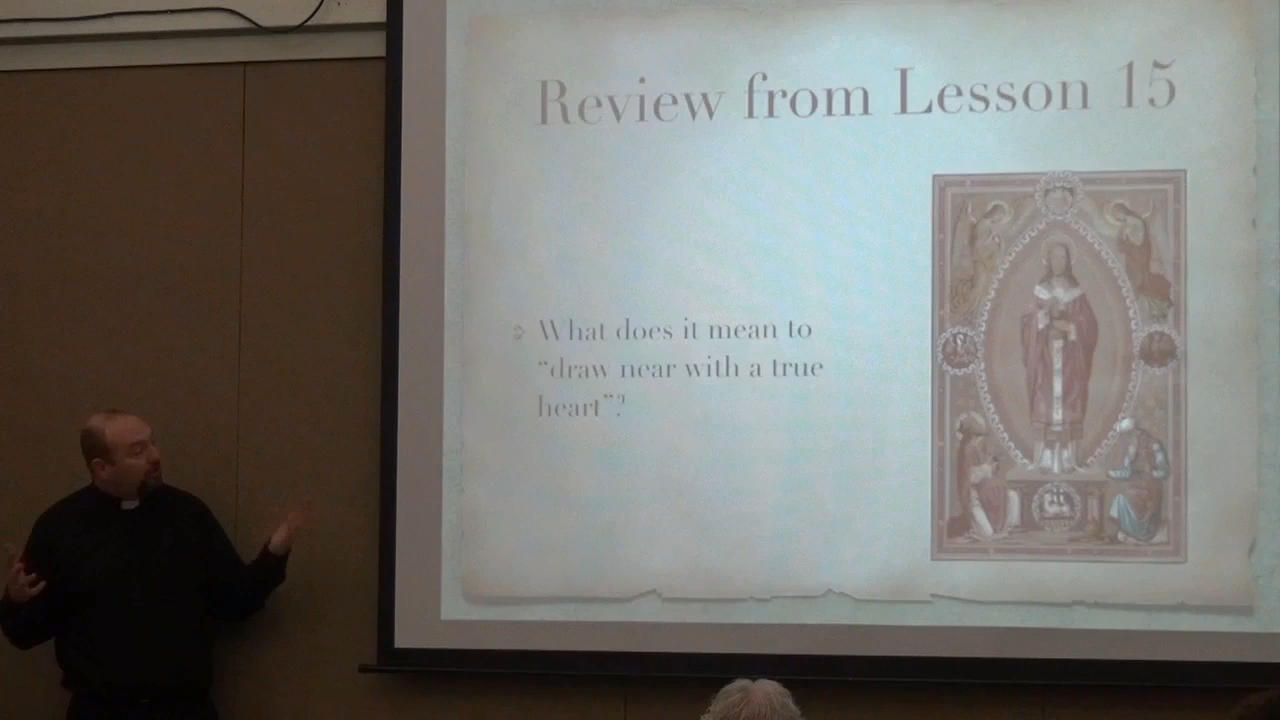 Review from Lesson 15
What does it mean to
“draw near with a true
heart”?